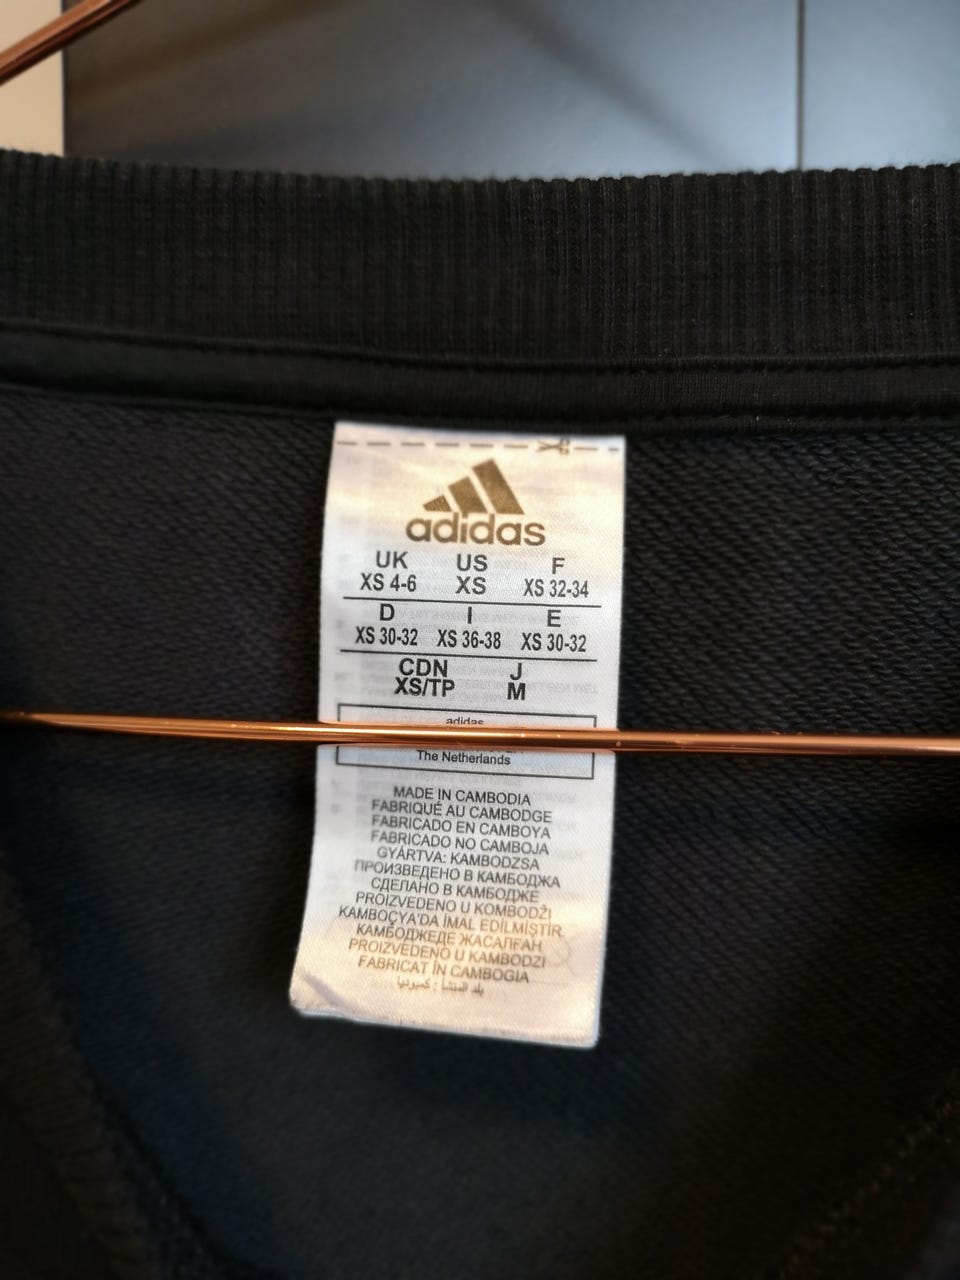 adidas
UK US F
XS 4-6 XS XS 32-34
D I E
XS 30-32 XS 36-38 XS 30-32
CDN J
XS/TP M
adidas
The Netherlands
MADE IN CAMBODIA
FABRIQUÉ AU CAMBODGE
FABRICADO EN CAMBOYA
FABRICADO NO CAMBOJA
GYÁRTVA: KAMBODZSA
ПРОИЗВЕДЕНО В КАМБОДЖА
СДЕЛАНО В КАМБОДЖЕ
PROIZVEDENO U KOMBODŽI
KAMBOÇYA'DA İMAL EDİLMİŞTİR
КАМБОДЖЕДЕ ЖАСАЛҒАН
PROIZVEDENO U KAMBODZI
FABRICAT ÎN CAMBOGIA
بلد المنشأ : كمبوديا